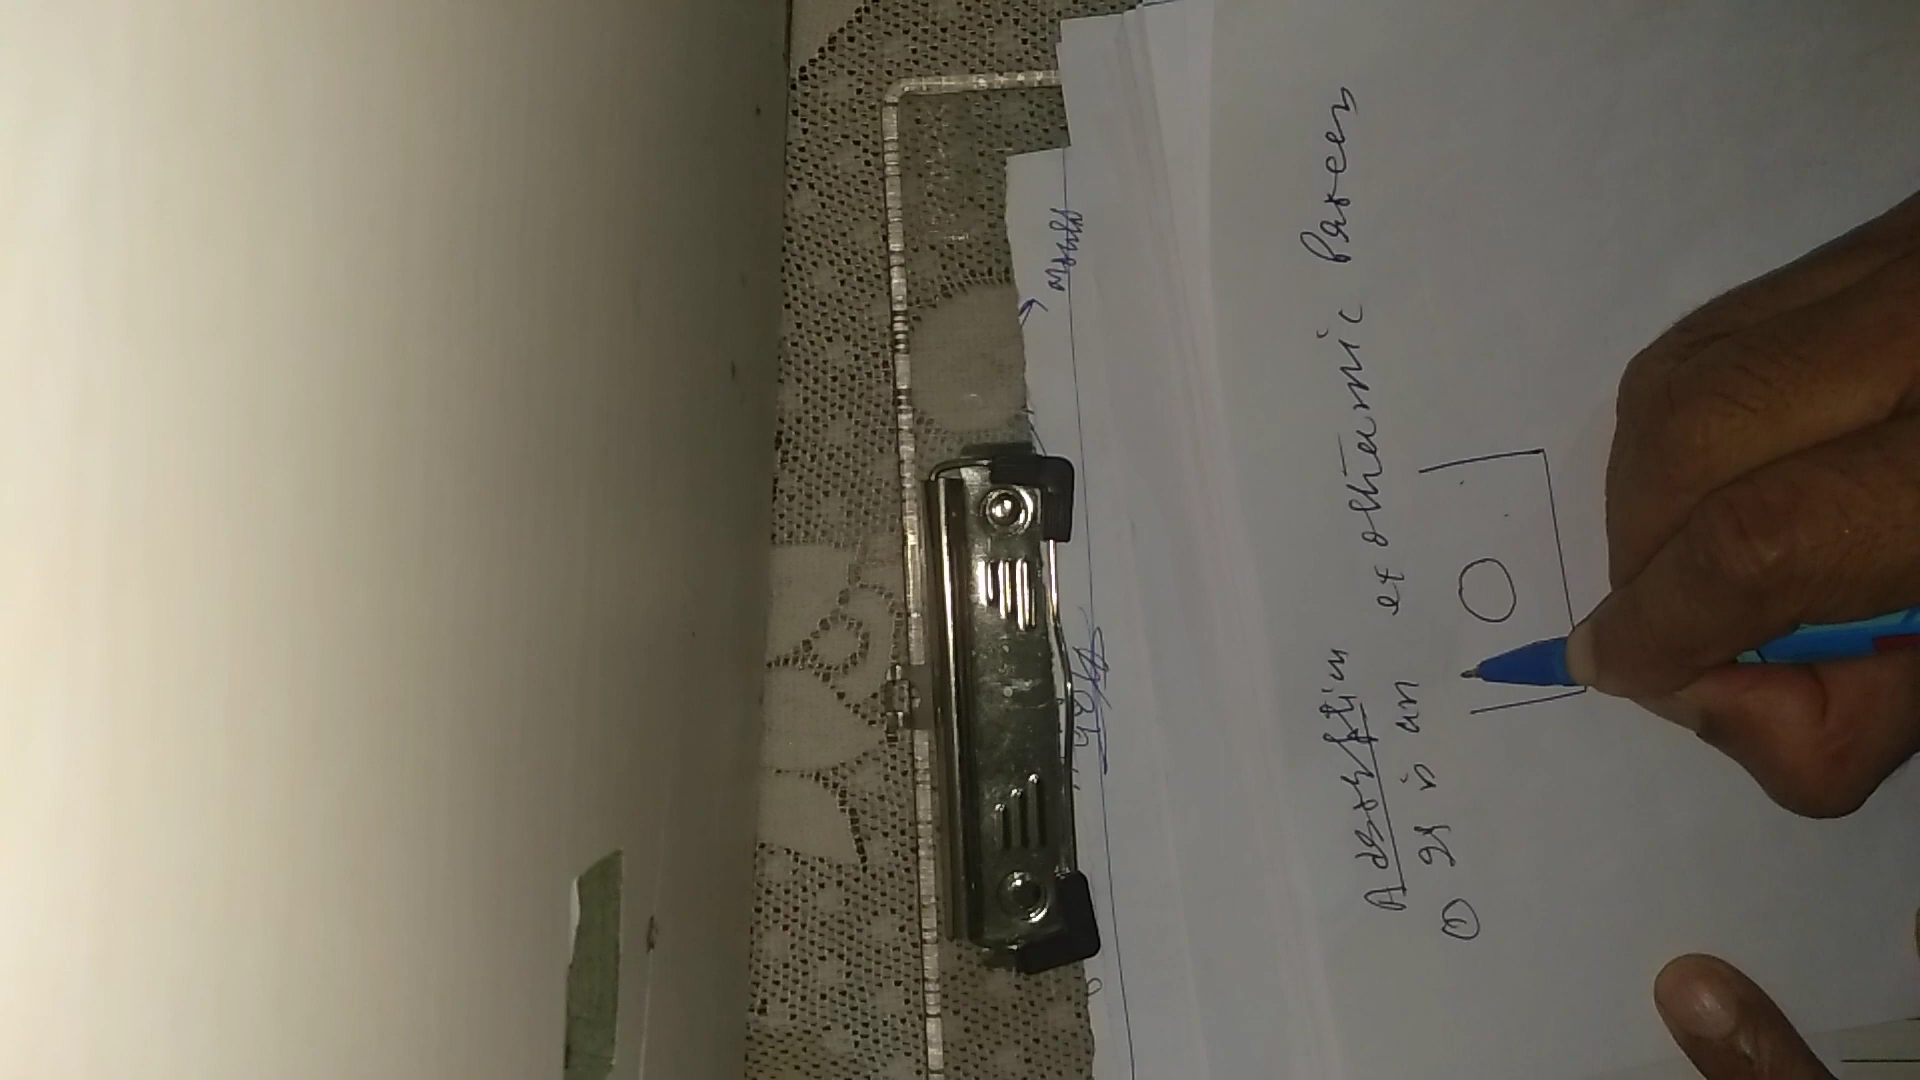 Adsorption
① It is an exothermic Process